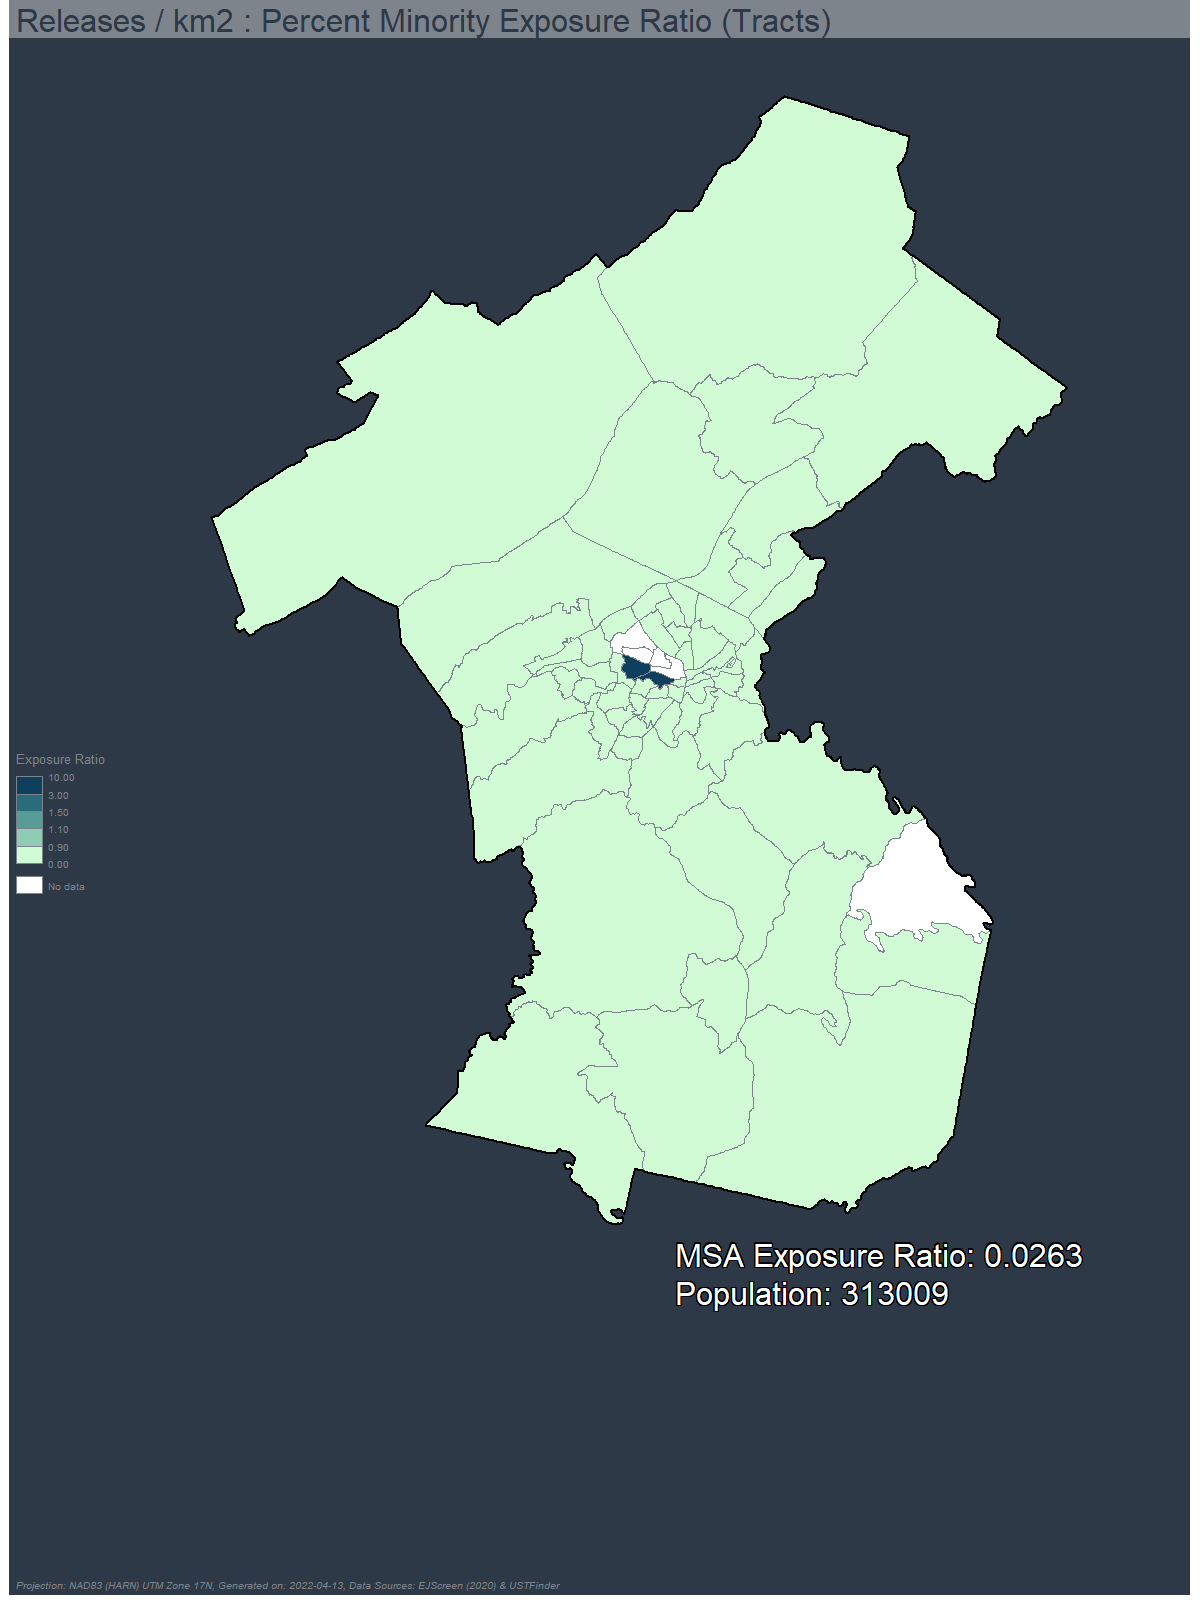 Releases / km2 : Percent Minority Exposure Ratio (Tracts)
Exposure Ratio
10.00
3.00
1.50
1.10
0.90
0.00
No data
MSA Exposure Ratio: 0.0263
Population: 313009
Projection: NAD83 (HARN) UTM Zone 17N, Generated on: 2022-04-13, Data Sources: EJScreen (2020) & USTFinder